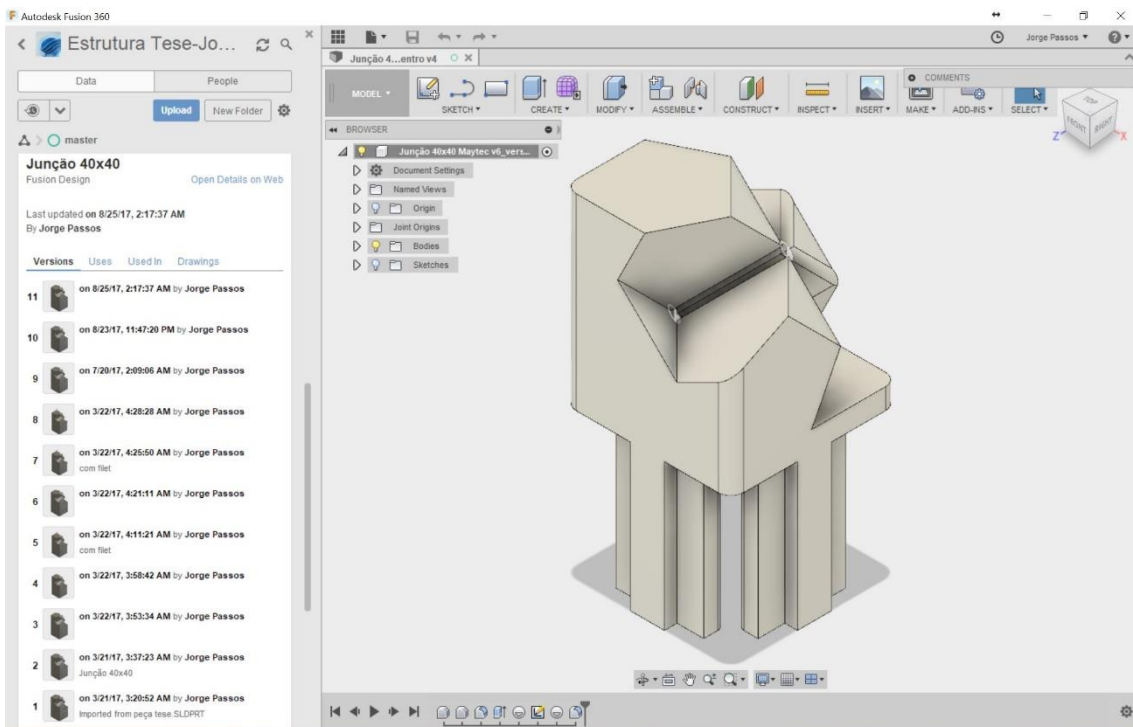 Autodesk Fusion 360
Estrutura Tese-Jo...
Data
People
Upload
New Folder
master
Junção 40x40
Fusion Design
Open Details on Web
Last updated on 8/25/17, 2:17:37 AM
By Jorge Passos
Versions
Uses
Used In
Drawings
11
on 8/25/17, 2:17:37 AM by Jorge Passos
10
on 8/23/17, 11:47:20 PM by Jorge Passos
9
on 7/20/17, 2:09:06 AM by Jorge Passos
8
on 3/22/17, 4:28:28 AM by Jorge Passos
7
on 3/22/17, 4:25:50 AM by Jorge Passos
com filet
6
on 3/22/17, 4:21:11 AM by Jorge Passos
5
on 3/22/17, 4:11:21 AM by Jorge Passos
com filet
4
on 3/22/17, 3:58:42 AM by Jorge Passos
3
on 3/22/17, 3:53:34 AM by Jorge Passos
2
on 3/21/17, 3:37:23 AM by Jorge Passos
Junção 40x40
1
on 3/21/17, 3:20:52 AM by Jorge Passos
Imported from peça tese SLDPRT
Jorge Passos
Junção 4...entro v4
MODEL
SKETCH
CREATE
MODIFY
ASSEMBLE
CONSTRUCT
INSPECT
INSERT
MAKE
ADD-INS
SELECT
COMMENTS
BROWSER
Junção 40x40 Maytec v6_vers...
Document Settings
Named Views
Origin
Joint Origins
Bodies
Sketches
TOP
FRONT
RIGHT
Z
X